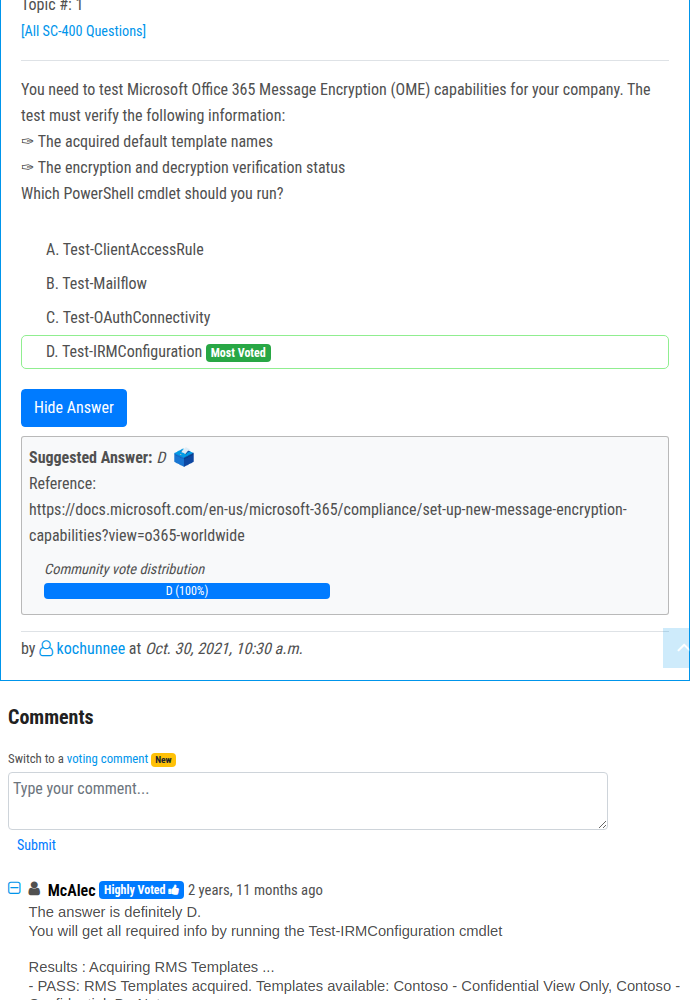 Topic #: 1
[All SC-400 Questions]
You need to test Microsoft Office 365 Message Encryption (OME) capabilities for your company. The
test must verify the following information:
✑ The acquired default template names
✑ The encryption and decryption verification status
Which PowerShell cmdlet should you run?
A. Test-ClientAccessRule
B. Test-Mailflow
C. Test-OAuthConnectivity
D. Test-IRMConfiguration Most Voted
Hide Answer
Suggested Answer: D
Reference:
https://docs.microsoft.com/en-us/microsoft-365/compliance/set-up-new-message-encryption-
capabilities?view=o365-worldwide
Community vote distribution
D (100%)
by kochunnee at Oct. 30, 2021, 10:30 a.m.
Comments
Switch to a voting comment New
Type your comment...
Submit
McAlec Highly Voted 2 years, 11 months ago
The answer is definitely D.
You will get all required info by running the Test-IRMConfiguration cmdlet
Results : Acquiring RMS Templates ...
- PASS: RMS Templates acquired. Templates available: Contoso - Confidential View Only, Contoso -